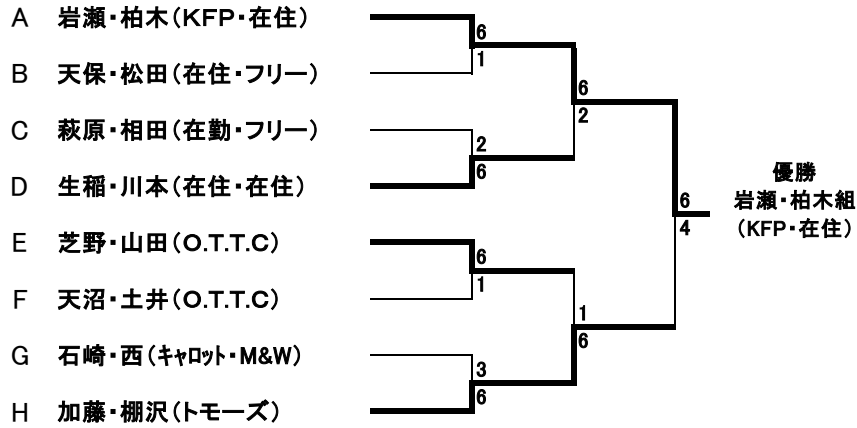 A 岩瀬・柏木(KFP・在住)
6
1
B 天保・松田(在住・フリー)
6
2
C 萩原・相田(在勤・フリー)
2
6
D 生稲・川本(在住・在住)
優勝
岩瀬・柏木組
(KFP・在住)
6
4
E 芝野・山田(O.T.T.C)
6
1
F 天沼・土井(O.T.T.C)
1
6
G 石崎・西(キャロット・M&W)
3
6
H 加藤・棚沢(トモーズ)